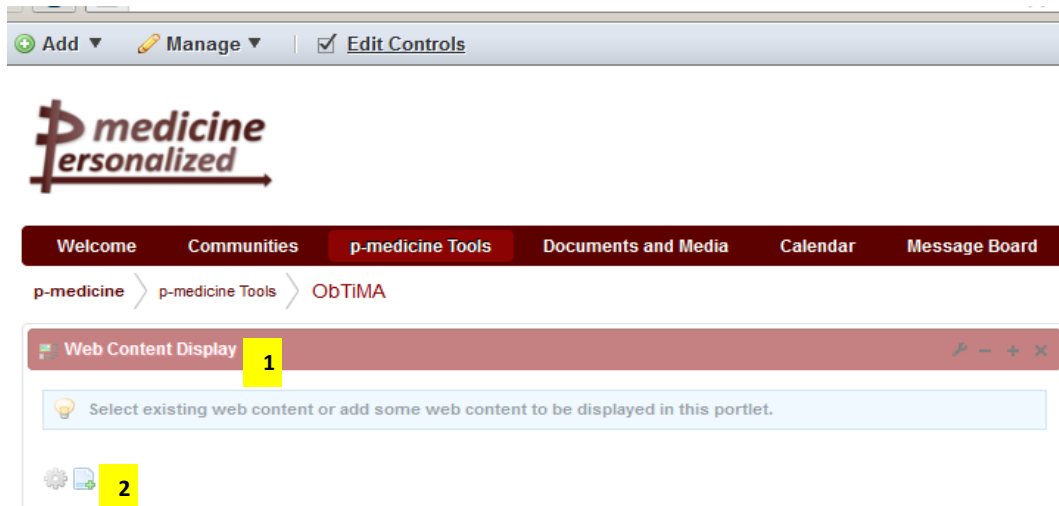 Add Manage Edit Controls
p medicine
ersonalized
Welcome Communities p-medicine Tools Documents and Media Calendar Message Board
p-medicine p-medicine Tools ObTiMA
Web Content Display 1
Select existing web content or add some web content to be displayed in this portlet.
2